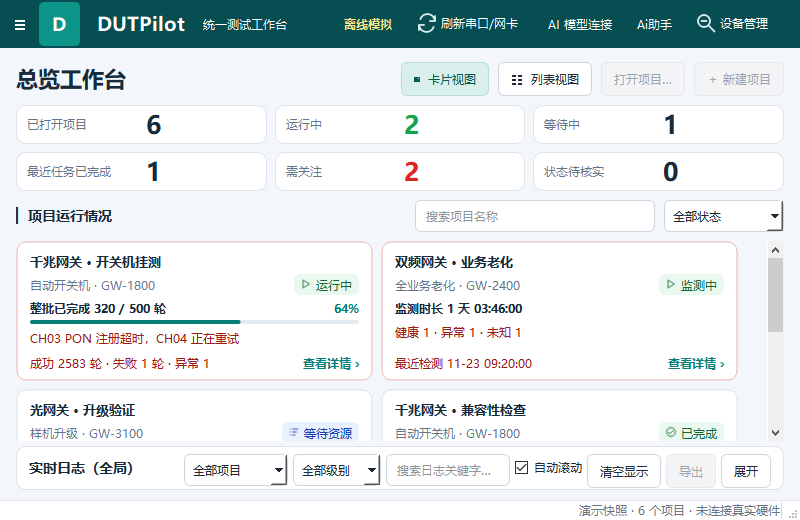 ≡ D DUTPilot 统一测试工作台 离线模拟 刷新串口/网卡 AI 模型连接 Ai助手 设备管理
总览工作台 卡片视图 列表视图 打开项目... + 新建项目
已打开项目 6 运行中 2 等待中 1
最近任务已完成 1 需关注 2 状态待核实 0
项目运行情况 搜索项目名称 全部状态
千兆网关 • 开关机挂测
自动开关机 · GW-1800 运行中
整批已完成 320 / 500 轮 64%
CH03 PON 注册超时，CH04 正在重试
成功 2583 轮 · 失败 1 轮 · 异常 1 查看详情 ›
双频网关 • 业务老化
全业务老化 · GW-2400 监测中
监测时长 1 天 03:46:00
健康 1 · 异常 1 · 未知 1
最近检测 11-23 09:20:00 查看详情 ›
光网关 • 升级验证
样机升级 · GW-3100 等待资源
千兆网关 • 兼容性检查
自动开关机 · GW-1800 已完成
实时日志（全局） 全部项目 全部级别 搜索日志关键字... 自动滚动 清空显示 导出 展开
演示快照 · 6 个项目 · 未连接真实硬件